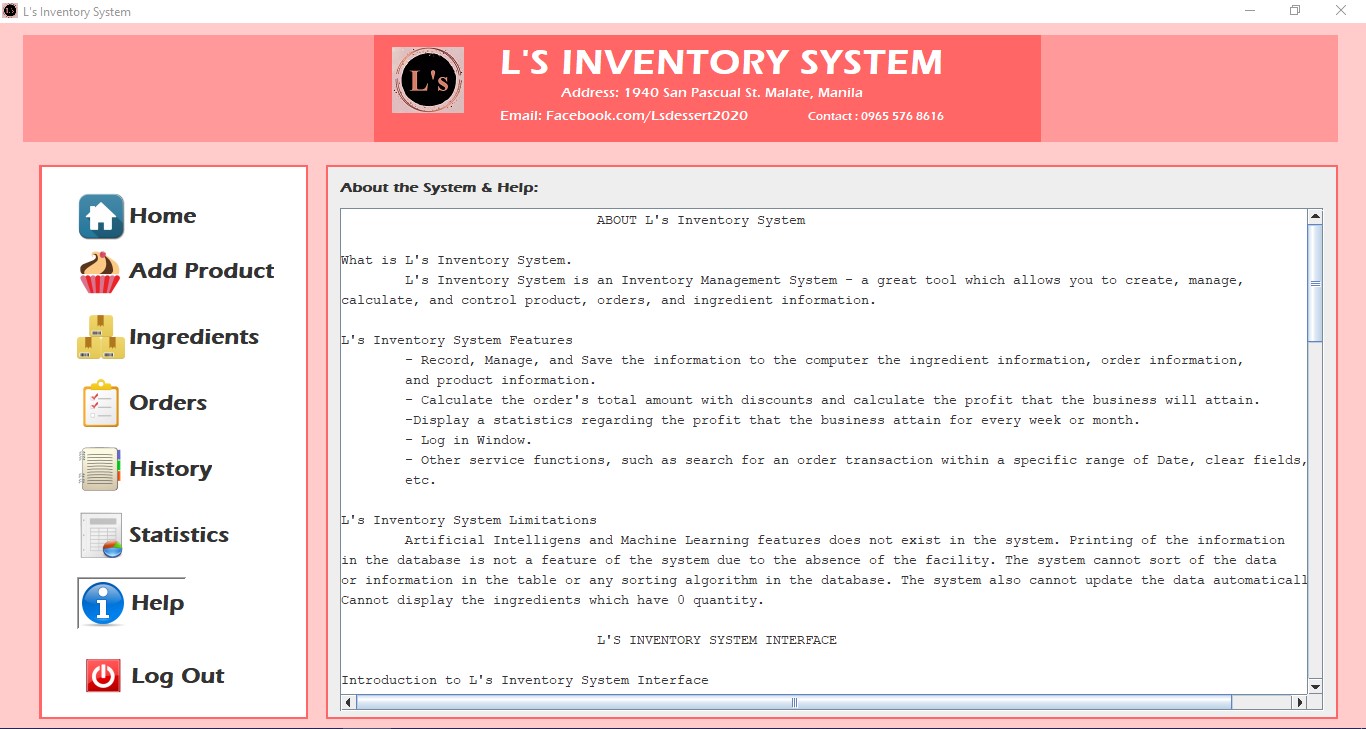 L's Inventory System
L's
L'S INVENTORY SYSTEM
Address: 1940 San Pascual St. Malate, Manila
Email: Facebook.com/Lsdessert2020 Contact : 0965 576 8616
Home
Add Product
Ingredients
Orders
History
Statistics
Help
Log Out
About the System & Help:
ABOUT L's Inventory System
What is L's Inventory System.
L's Inventory System is an Inventory Management System - a great tool which allows you to create, manage,
calculate, and control product, orders, and ingredient information.
L's Inventory System Features
- Record, Manage, and Save the information to the computer the ingredient information, order information,
and product information.
- Calculate the order's total amount with discounts and calculate the profit that the business will attain.
-Display a statistics regarding the profit that the business attain for every week or month.
- Log in Window.
- Other service functions, such as search for an order transaction within a specific range of Date, clear fields,
etc.
L's Inventory System Limitations
Artificial Intelligens and Machine Learning features does not exist in the system. Printing of the information
in the database is not a feature of the system due to the absence of the facility. The system cannot sort of the data
or information in the table or any sorting algorithm in the database. The system also cannot update the data automaticall
Cannot display the ingredients which have 0 quantity.
L'S INVENTORY SYSTEM INTERFACE
Introduction to L's Inventory System Interface